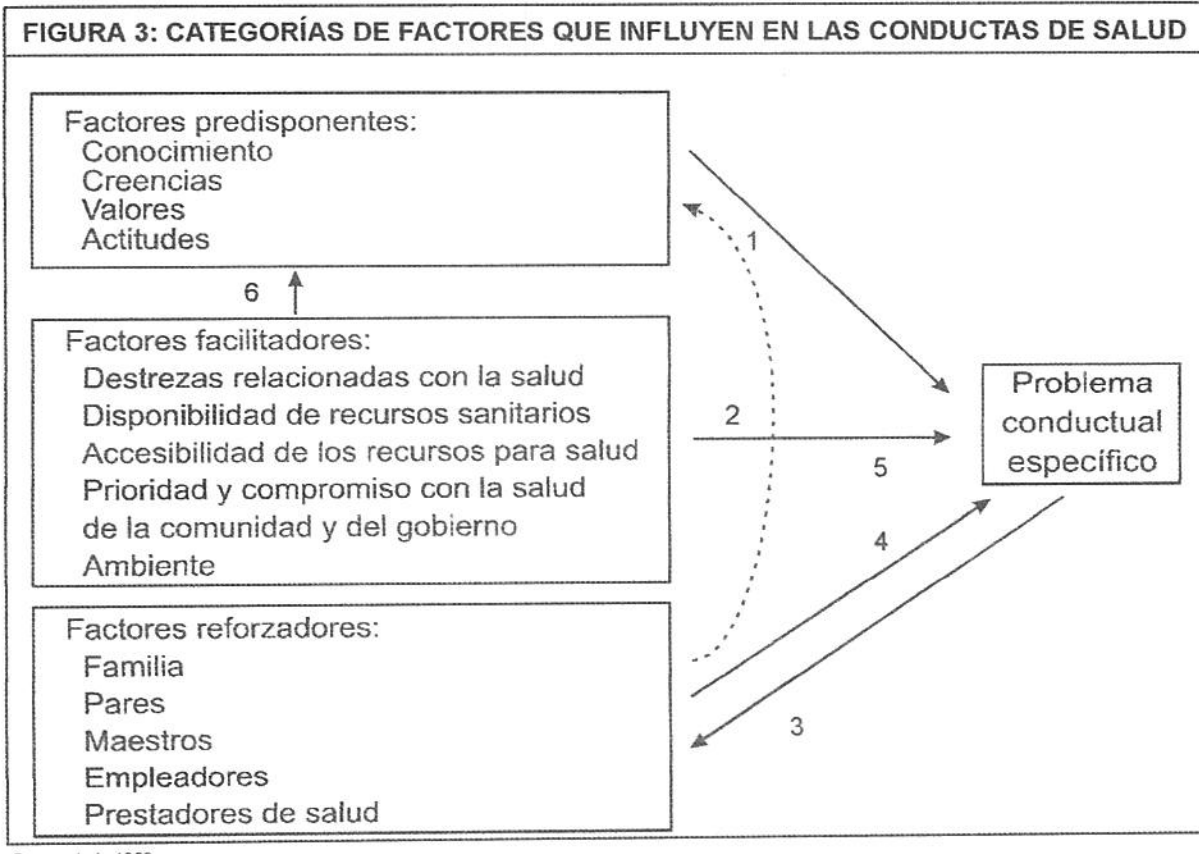 FIGURA 3: CATEGORÍAS DE FACTORES QUE INFLUYEN EN LAS CONDUCTAS DE SALUD
Factores predisponentes:
Conocimiento
Creencias
Valores
Actitudes
1
6
Factores facilitadores:
Destrezas relacionadas con la salud
Disponibilidad de recursos sanitarios
Accesibilidad de los recursos para salud
Prioridad y compromiso con la salud
de la comunidad y del gobierno
Ambiente
2
5
Problema
conductual
específico
4
Factores reforzadores:
Familia
Pares
Maestros
Empleadores
Prestadores de salud
3